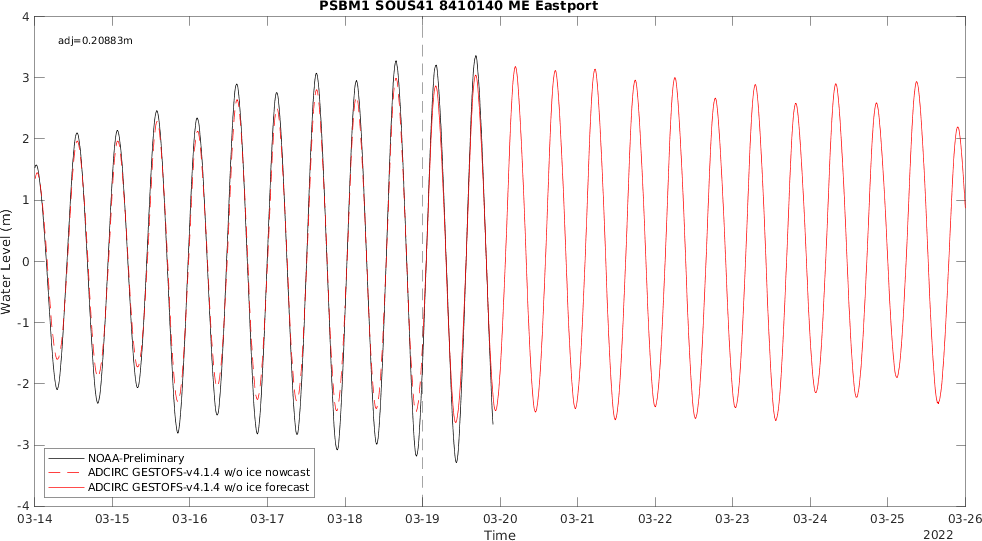 PSBM1 SOUS41 8410140 ME Eastport
adj=0.20883m
4
3
2
1
0
-1
-2
-3
-4
Water Level (m)
NOAA-Preliminary
ADCIRC GESTOFS-v4.1.4 w/o ice nowcast
ADCIRC GESTOFS-v4.1.4 w/o ice forecast
03-14 03-15 03-16 03-17 03-18 03-19 03-20 03-21 03-22 03-23 03-24 03-25 03-26
Time
2022